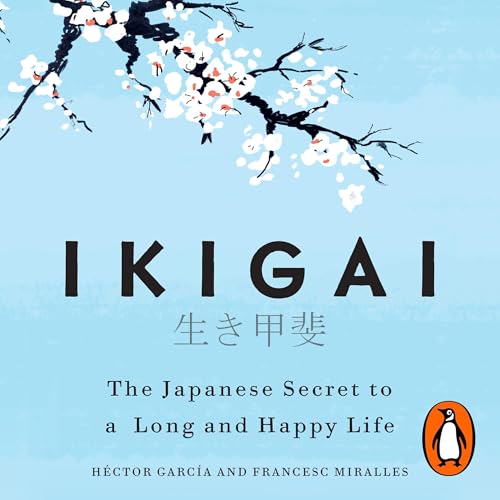 IKIGAI
生き甲斐
The Japanese Secret to
a Long and Happy Life
HÉCTOR GARCÍA AND FRANCESC MIRALLES